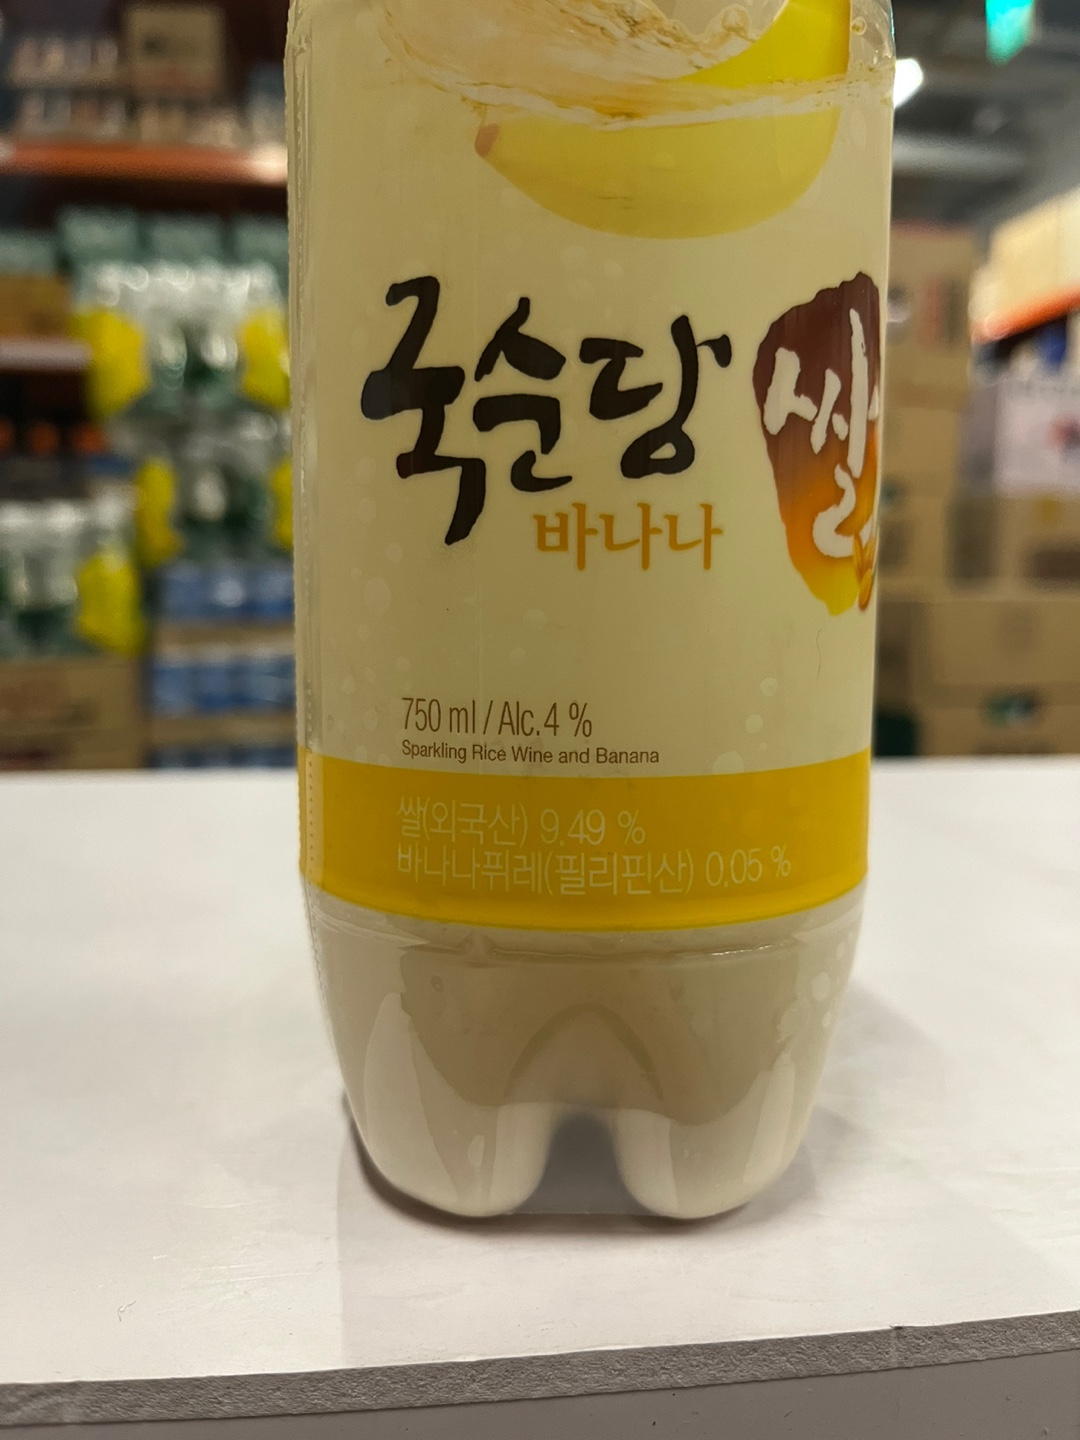 국순당
쌀
바나나
750 ml / Alc. 4 %
Sparkling Rice Wine and Banana
쌀(외국산) 9.49 %
바나나퓌레(필리핀산) 0.05 %